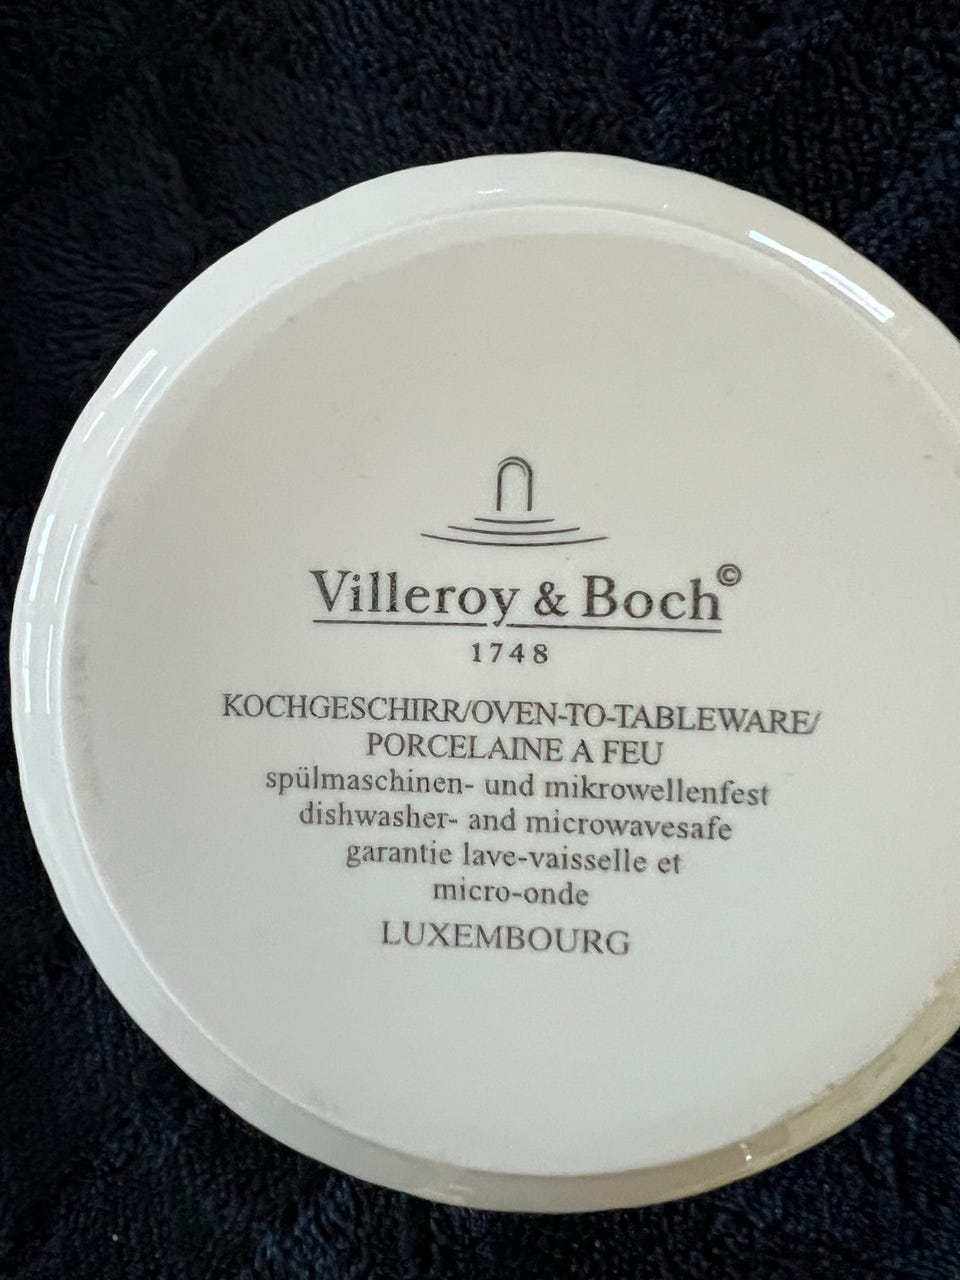 Villeroy & Boch©
1748
KOCHGESCHIRR/OVEN-TO-TABLEWARE/
PORCELAINE A FEU
spülmaschinen- und mikrowellenfest
dishwasher- and microwavesafe
garantie lave-vaisselle et
micro-onde
LUXEMBOURG